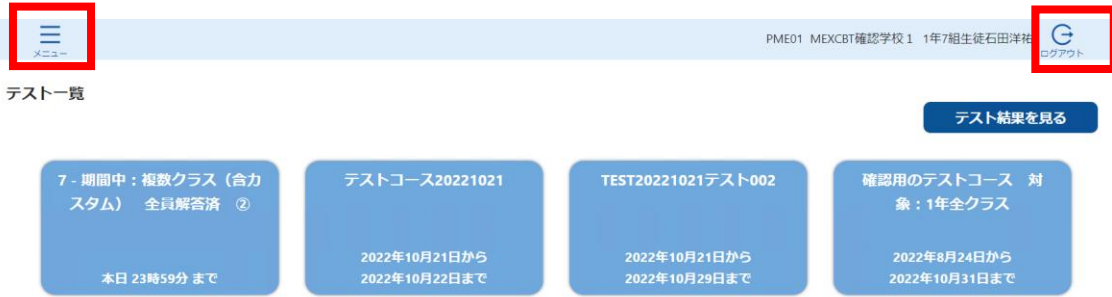 メニュー
PME01 MEXCBT確認学校１ 1年7組生徒石田洋祐
ログアウト
テスト一覧
テスト結果を見る
7 - 期間中：複数クラス（合カ
スタム） 全員解答済 ②
本日 23時59分 まで
テストコース20221021
2022年10月21日から
2022年10月22日まで
TEST20221021テスト002
2022年10月21日から
2022年10月29日まで
確認用のテストコース 対
象：1年全クラス
2022年8月24日から
2022年10月31日まで